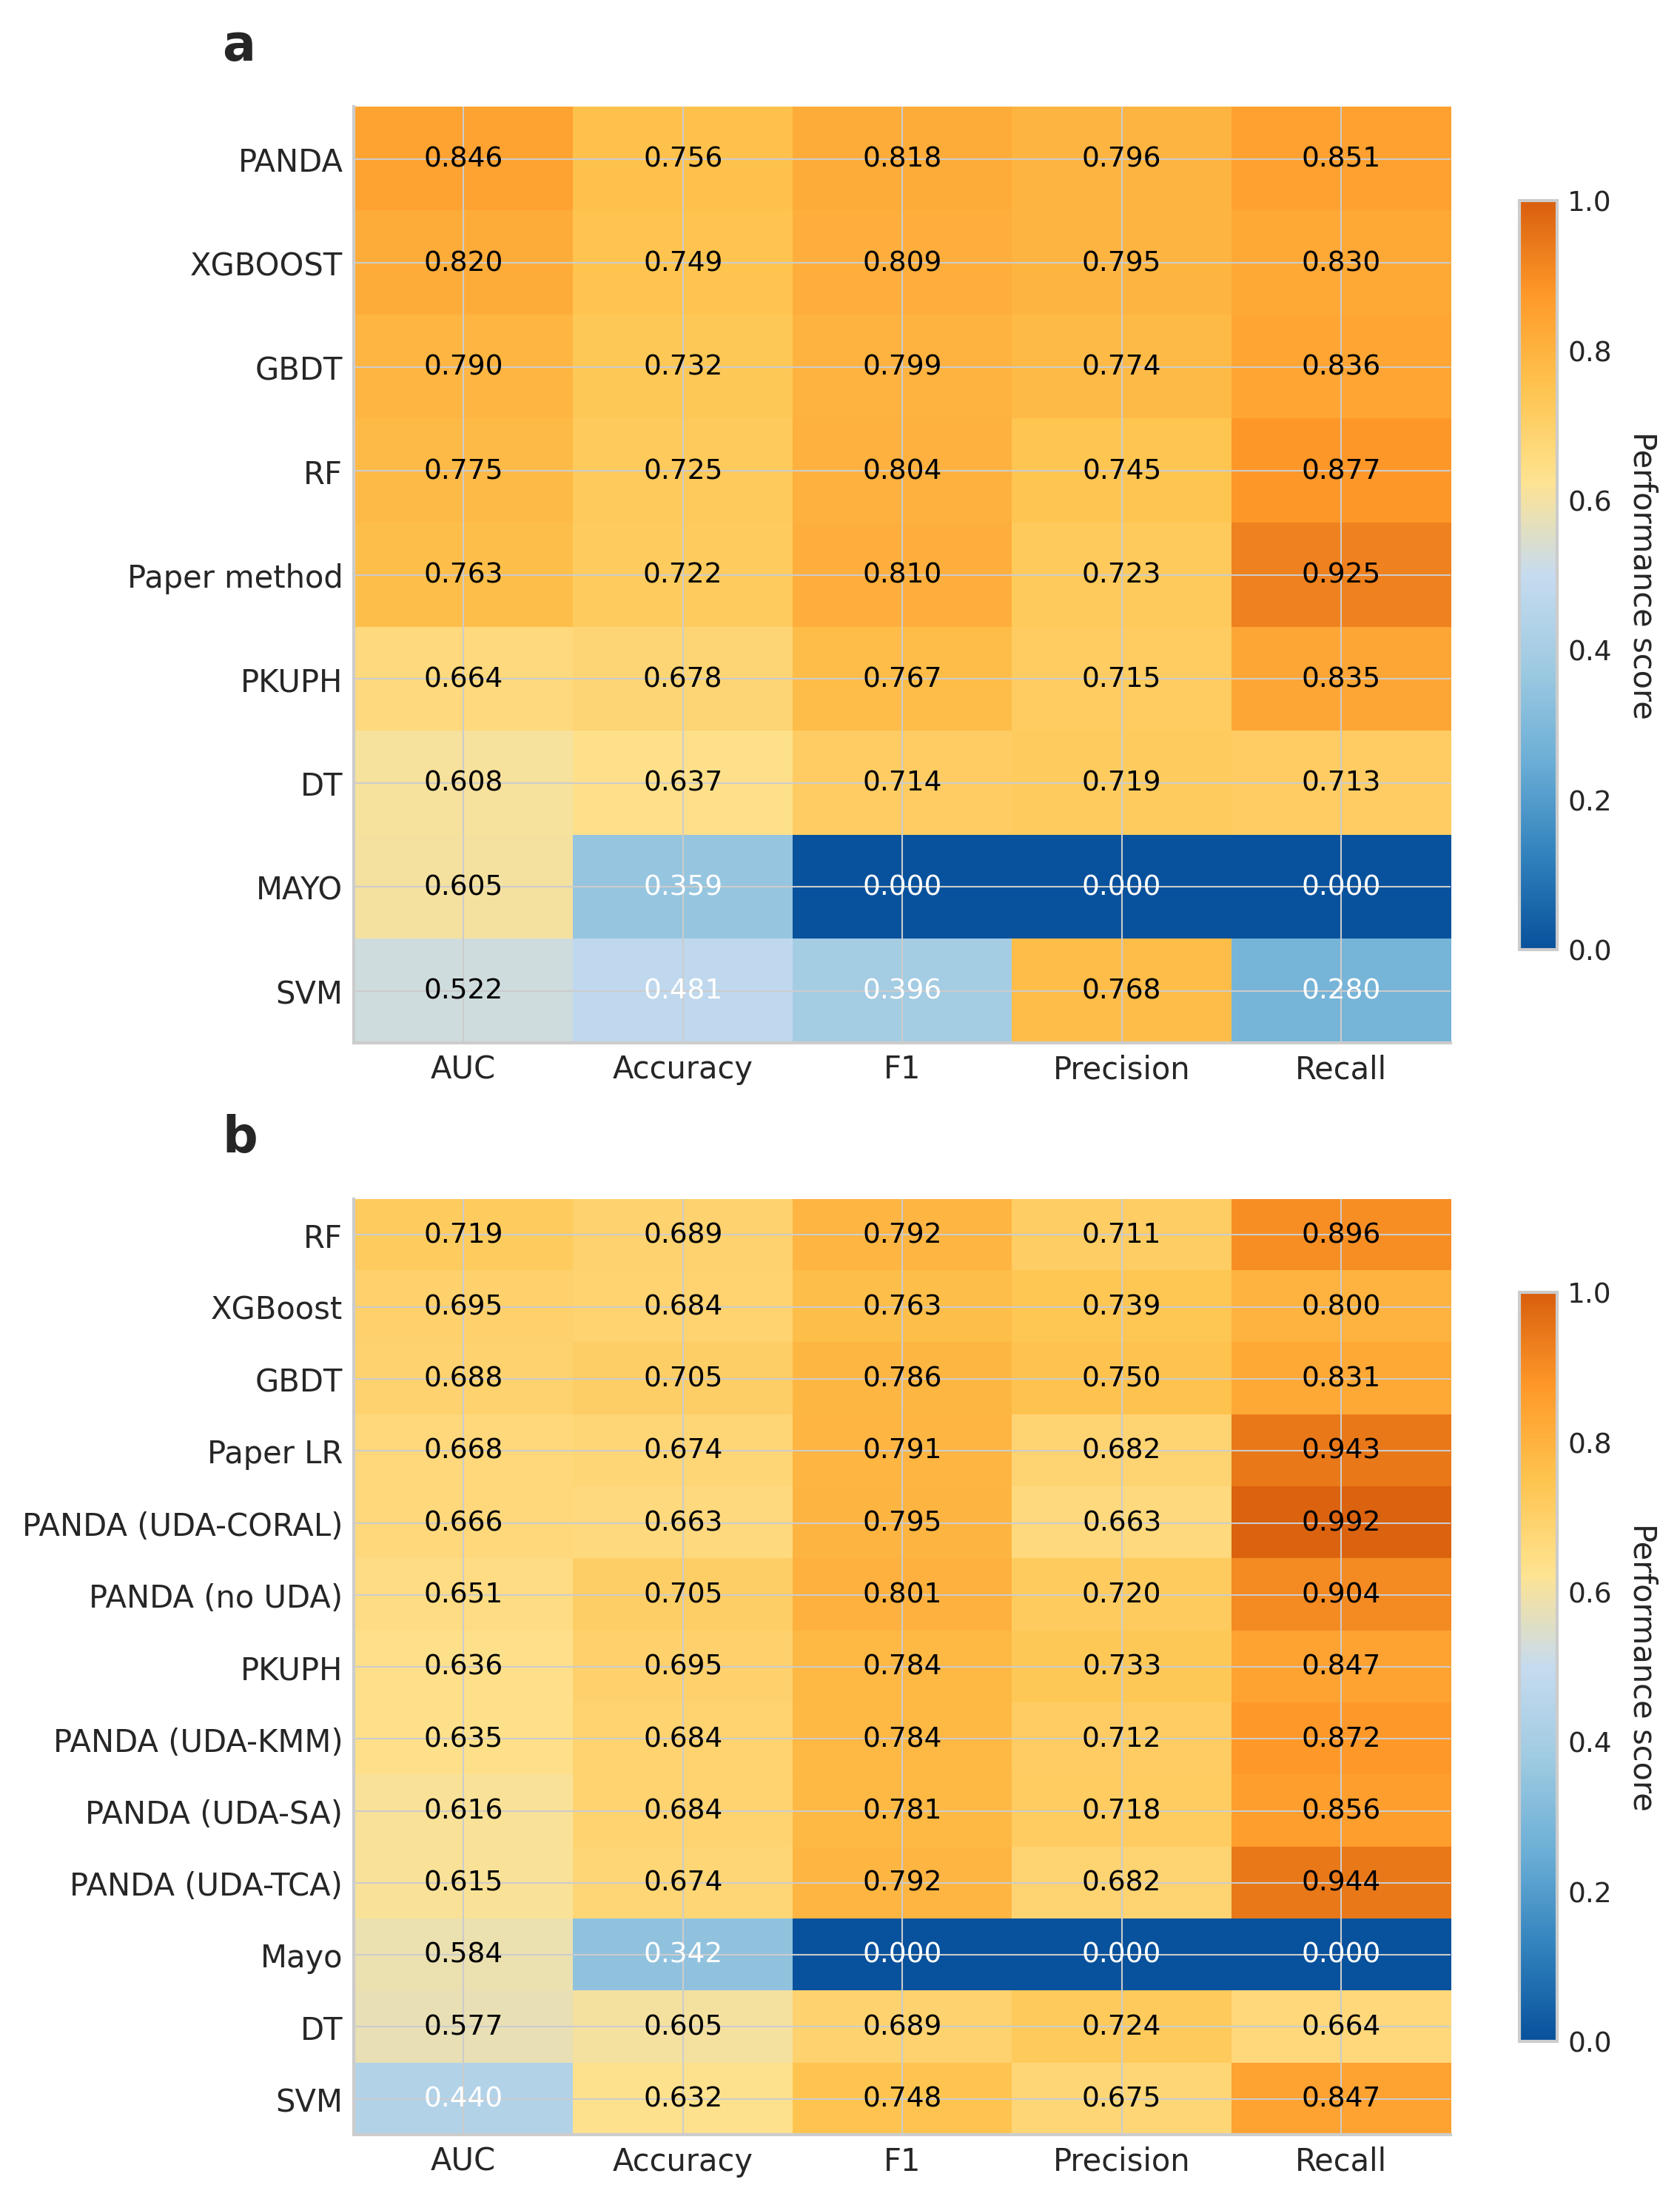 a
PANDA 0.846 0.756 0.818 0.796 0.851
XGBOOST 0.820 0.749 0.809 0.795 0.830
GBDT 0.790 0.732 0.799 0.774 0.836
RF 0.775 0.725 0.804 0.745 0.877
Paper method 0.763 0.722 0.810 0.723 0.925
PKUPH 0.664 0.678 0.767 0.715 0.835
DT 0.608 0.637 0.714 0.719 0.713
MAYO 0.605 0.359 0.000 0.000 0.000
SVM 0.522 0.481 0.396 0.768 0.280
AUC Accuracy F1 Precision Recall
1.0
0.8
0.6
0.4
0.2
0.0
Performance score
b
RF 0.719 0.689 0.792 0.711 0.896
XGBoost 0.695 0.684 0.763 0.739 0.800
GBDT 0.688 0.705 0.786 0.750 0.831
Paper LR 0.668 0.674 0.791 0.682 0.943
PANDA (UDA-CORAL) 0.666 0.663 0.795 0.663 0.992
PANDA (no UDA) 0.651 0.705 0.801 0.720 0.904
PKUPH 0.636 0.695 0.784 0.733 0.847
PANDA (UDA-KMM) 0.635 0.684 0.784 0.712 0.872
PANDA (UDA-SA) 0.616 0.684 0.781 0.718 0.856
PANDA (UDA-TCA) 0.615 0.674 0.792 0.682 0.944
Mayo 0.584 0.342 0.000 0.000 0.000
DT 0.577 0.605 0.689 0.724 0.664
SVM 0.440 0.632 0.748 0.675 0.847
AUC Accuracy F1 Precision Recall
1.0
0.8
0.6
0.4
0.2
0.0
Performance score